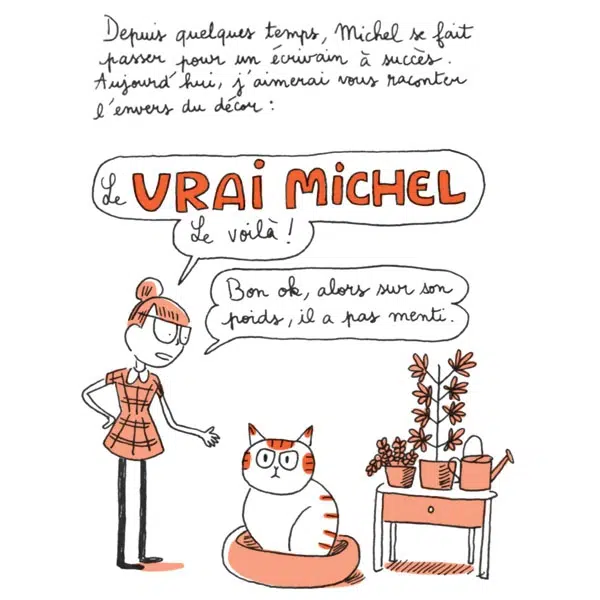 Depuis quelques temps, Michel se fait
passer pour un écrivain à succès.
Aujourd'hui, j'aimerai vous raconter
l'envers du décor :
Le VRAi MiCHEL
Le voilà !
Bon ok, alors sur son
poids, il a pas menti.